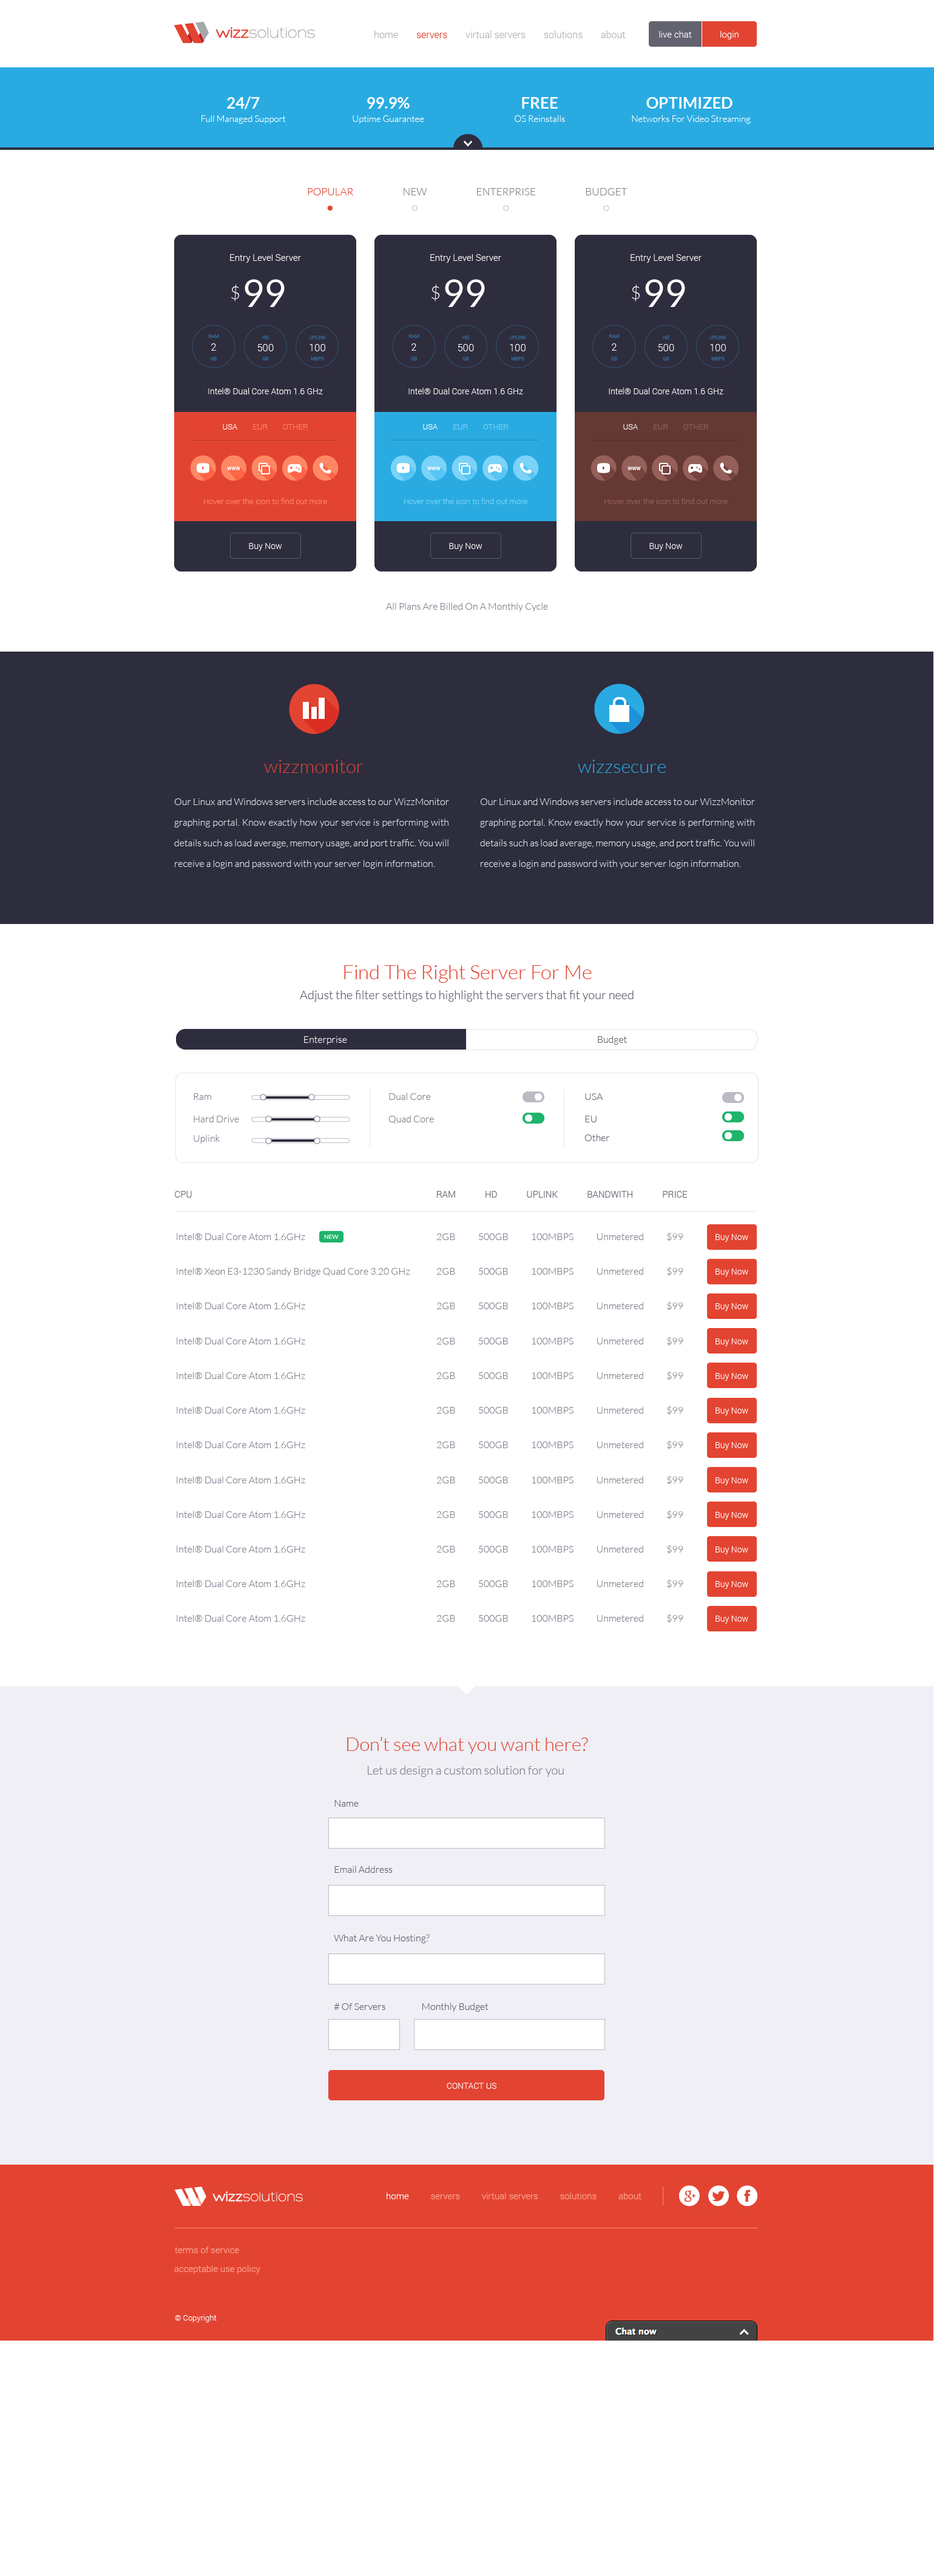 wizzsolutions
home servers virtual servers solutions about live chat login
24/7 99.9% FREE OPTIMIZED
Full Managed Support Uptime Guarantee OS Reinstalls Networks For Video Streaming
POPULAR NEW ENTERPRISE BUDGET
Entry Level Server Entry Level Server Entry Level Server
$99 $99 $99
RAM HD UPLINK RAM HD UPLINK RAM HD UPLINK
2 500 100 2 500 100 2 500 100
GB GB MBPS GB GB MBPS GB GB MBPS
Intel® Dual Core Atom 1.6 GHz Intel® Dual Core Atom 1.6 GHz Intel® Dual Core Atom 1.6 GHz
USA EUR OTHER USA EUR OTHER USA EUR OTHER
www www www
Hover over the icon to find out more Hover over the icon to find out more Hover over the icon to find out more
Buy Now Buy Now Buy Now
All Plans Are Billed On A Monthly Cycle
wizzmonitor
Our Linux and Windows servers include access to our WizzMonitor
graphing portal. Know exactly how your service is performing with
details such as load average, memory usage, and port traffic. You will
receive a login and password with your server login information.
wizzsecure
Our Linux and Windows servers include access to our WizzMonitor
graphing portal. Know exactly how your service is performing with
details such as load average, memory usage, and port traffic. You will
receive a login and password with your server login information.
Find The Right Server For Me
Adjust the filter settings to highlight the servers that fit your need
Enterprise Budget
Ram Dual Core USA
Hard Drive Quad Core EU
Uplink Other
CPU RAM HD UPLINK BANDWITH PRICE
Intel® Dual Core Atom 1.6GHz NEW 2GB 500GB 100MBPS Unmetered $99 Buy Now
Intel® Xeon E3-1230 Sandy Bridge Quad Core 3.20 GHz 2GB 500GB 100MBPS Unmetered $99 Buy Now
Intel® Dual Core Atom 1.6GHz 2GB 500GB 100MBPS Unmetered $99 Buy Now
Intel® Dual Core Atom 1.6GHz 2GB 500GB 100MBPS Unmetered $99 Buy Now
Intel® Dual Core Atom 1.6GHz 2GB 500GB 100MBPS Unmetered $99 Buy Now
Intel® Dual Core Atom 1.6GHz 2GB 500GB 100MBPS Unmetered $99 Buy Now
Intel® Dual Core Atom 1.6GHz 2GB 500GB 100MBPS Unmetered $99 Buy Now
Intel® Dual Core Atom 1.6GHz 2GB 500GB 100MBPS Unmetered $99 Buy Now
Intel® Dual Core Atom 1.6GHz 2GB 500GB 100MBPS Unmetered $99 Buy Now
Intel® Dual Core Atom 1.6GHz 2GB 500GB 100MBPS Unmetered $99 Buy Now
Intel® Dual Core Atom 1.6GHz 2GB 500GB 100MBPS Unmetered $99 Buy Now
Intel® Dual Core Atom 1.6GHz 2GB 500GB 100MBPS Unmetered $99 Buy Now
Don't see what you want here?
Let us design a custom solution for you
Name
Email Address
What Are You Hosting?
# Of Servers Monthly Budget
CONTACT US
wizzsolutions home servers virtual servers solutions about
terms of service
acceptable use policy
© Copyright
Chat now